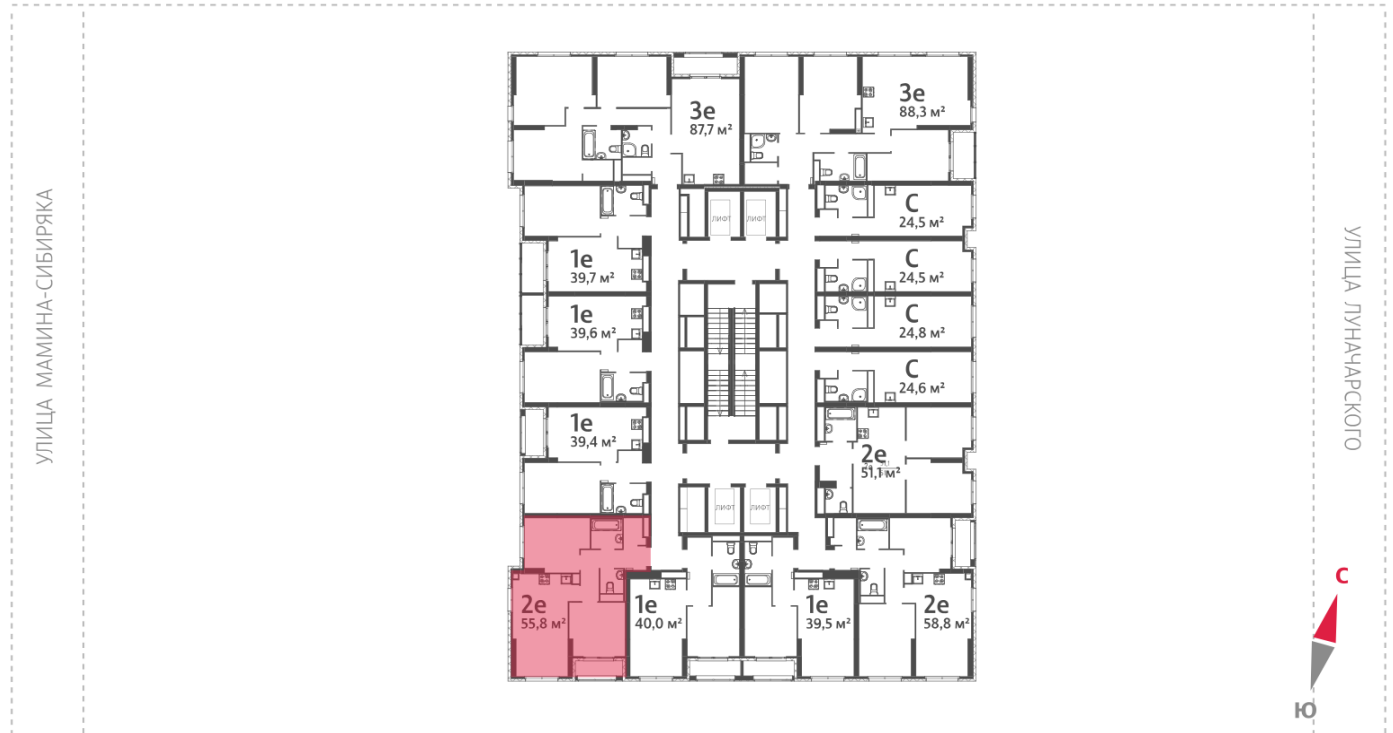 УЛИЦА МАМИНА-СИБИРЯКА
3е
87,7 м²
3е
88,3 м²
ЛИФТ
ЛИФТ
С
24,5 м²
1е
39,7 м²
С
24,5 м²
1е
39,6 м²
С
24,8 м²
С
24,6 м²
1е
39,4 м²
2е
51,1 м²
ЛИФТ
ЛИФТ
2е
55,8 м²
1е
40,0 м²
1е
39,5 м²
2е
58,8 м²
УЛИЦА ЛУНАЧАРСКОГО
С
Ю